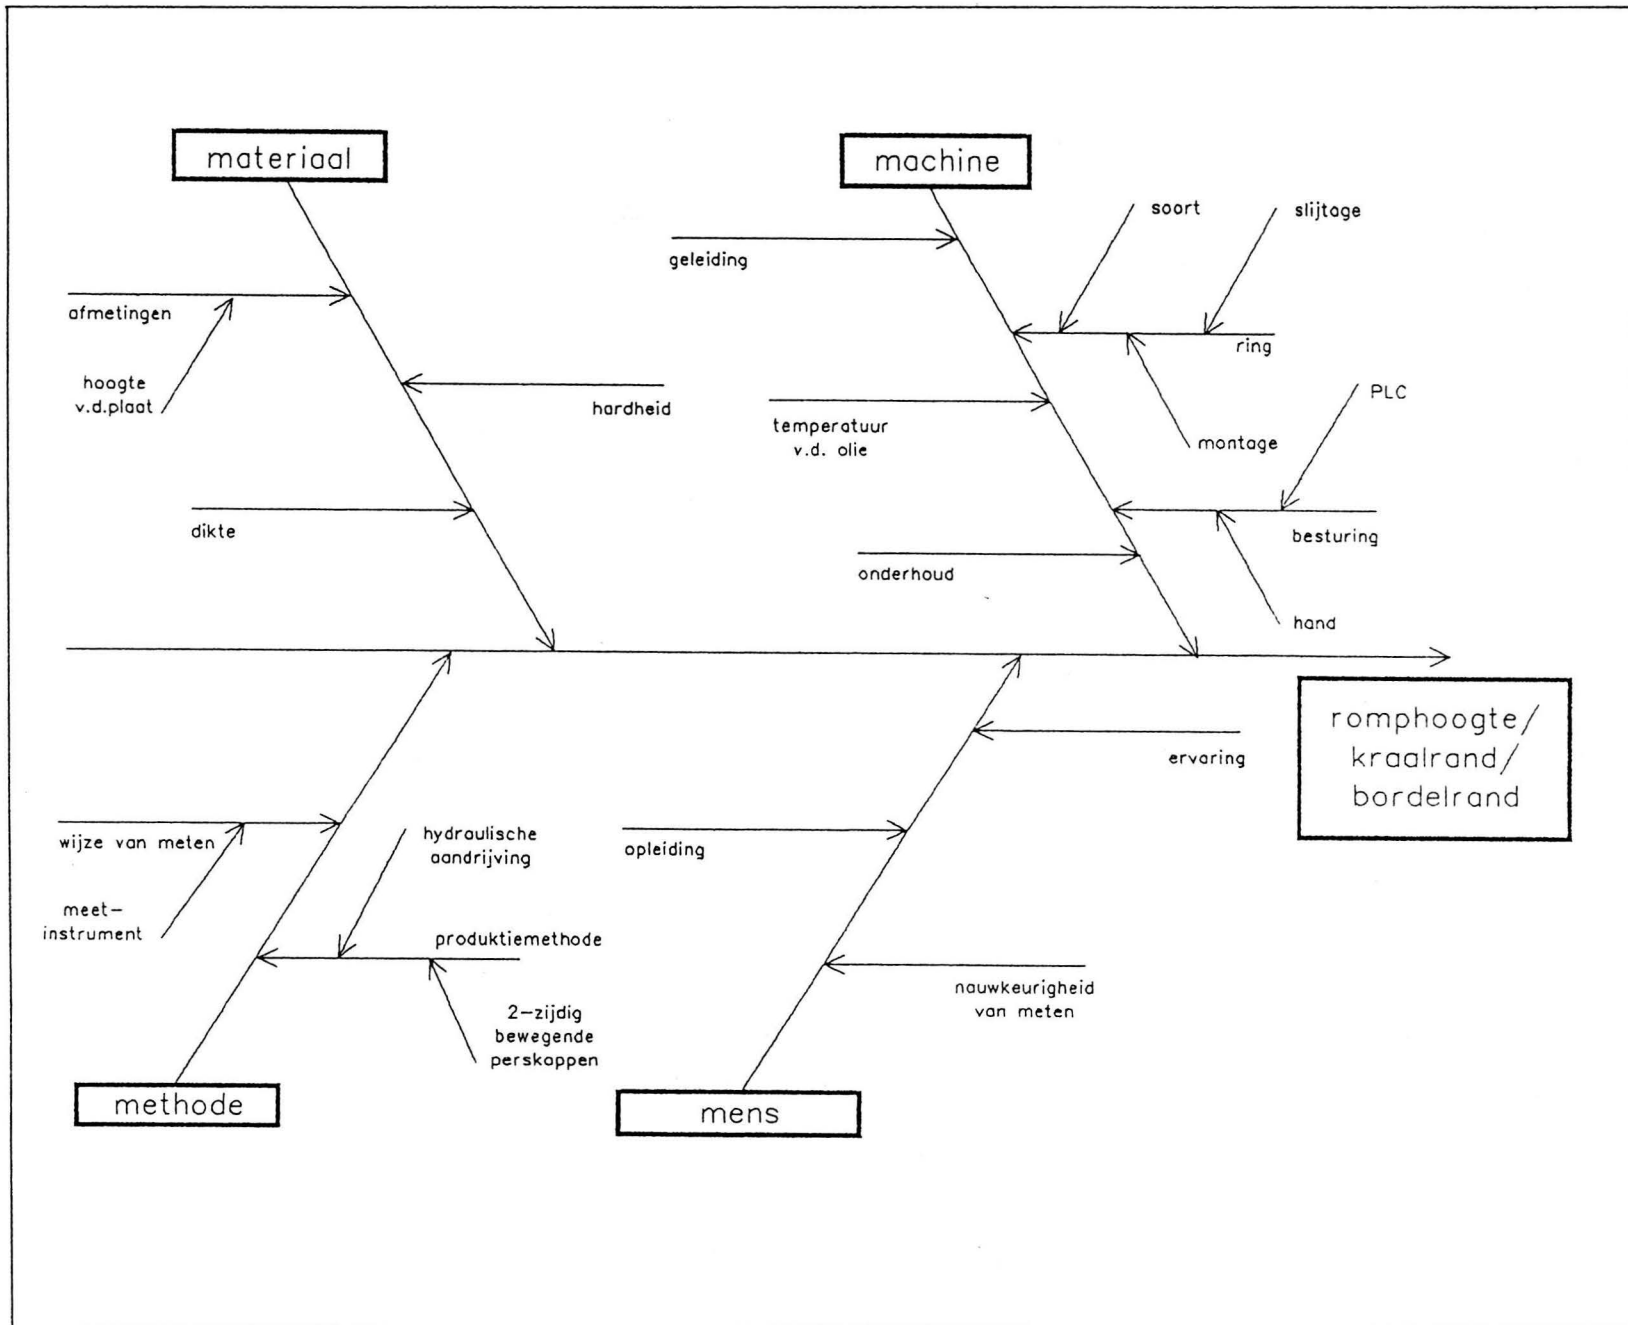 materiaal
machine
soort
slijtage
geleiding
afmetingen
ring
hoogte
v.d.plaat
hardheid
PLC
temperatuur
v.d. olie
montage
dikte
besturing
onderhoud
hand
romphoogte/
kraalrand/
bordelrand
ervaring
wijze van meten
hydraulische
aandrijving
opleiding
meet-
instrument
produktiemethode
nauwkeurigheid
van meten
2-zijdig
bewegende
perskappen
methode
mens